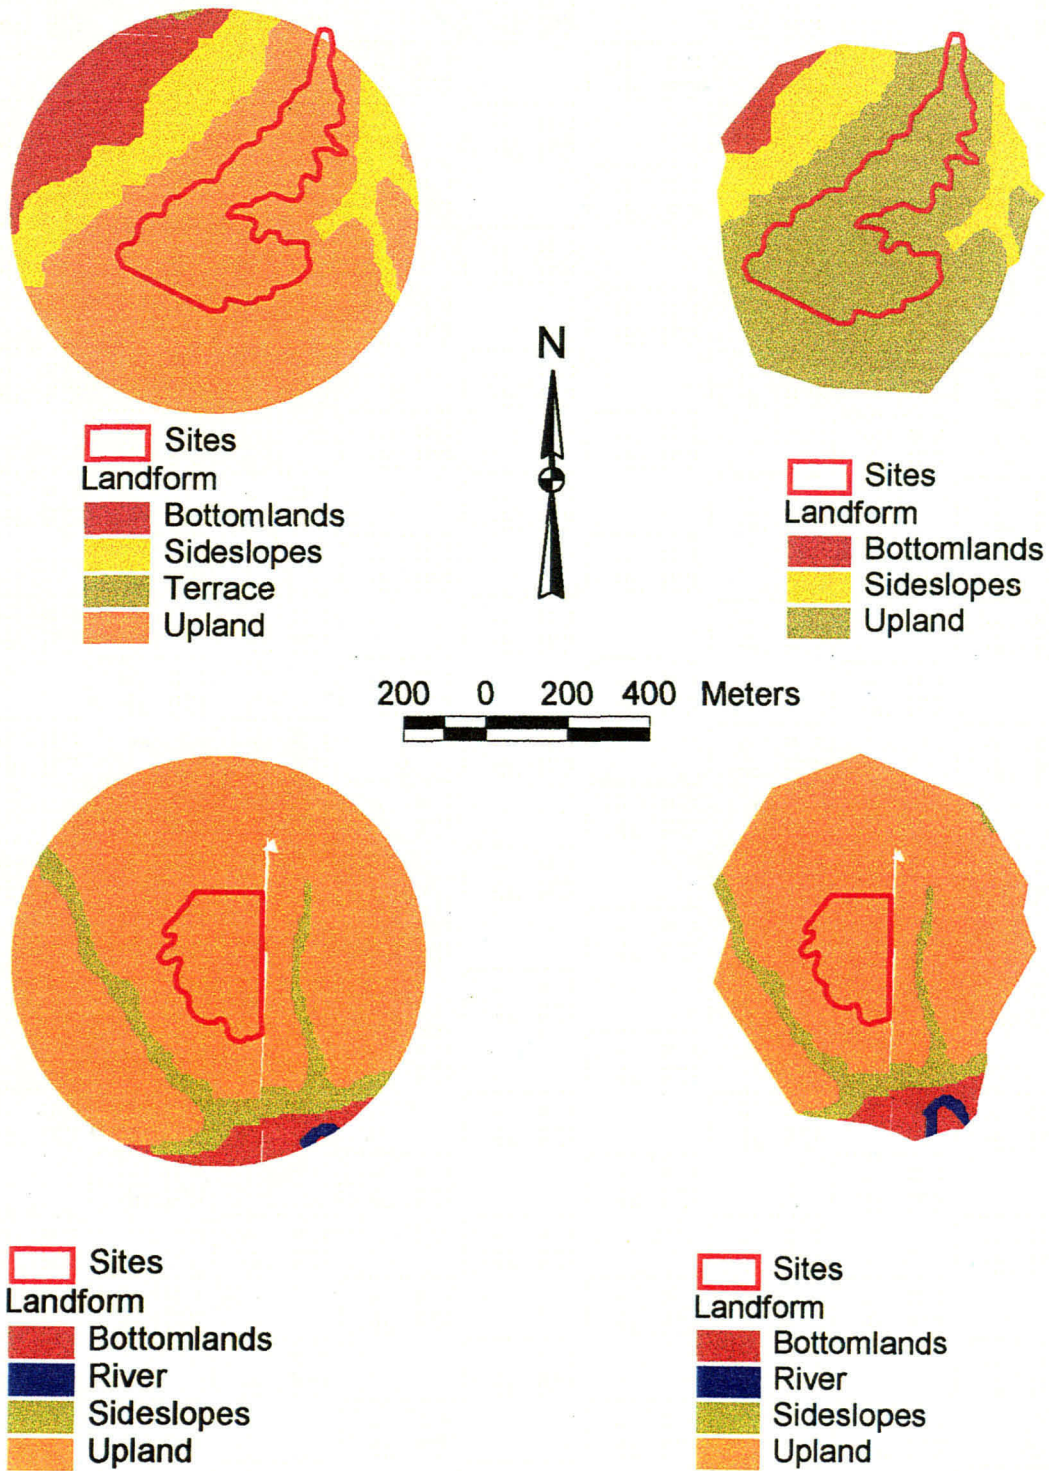 Sites
Landform
Bottomlands
Sideslopes
Terrace
Upland
N
Sites
Landform
Bottomlands
Sideslopes
Upland
200 0 200 400 Meters
Sites
Landform
Bottomlands
River
Sideslopes
Upland
Sites
Landform
Bottomlands
River
Sideslopes
Upland